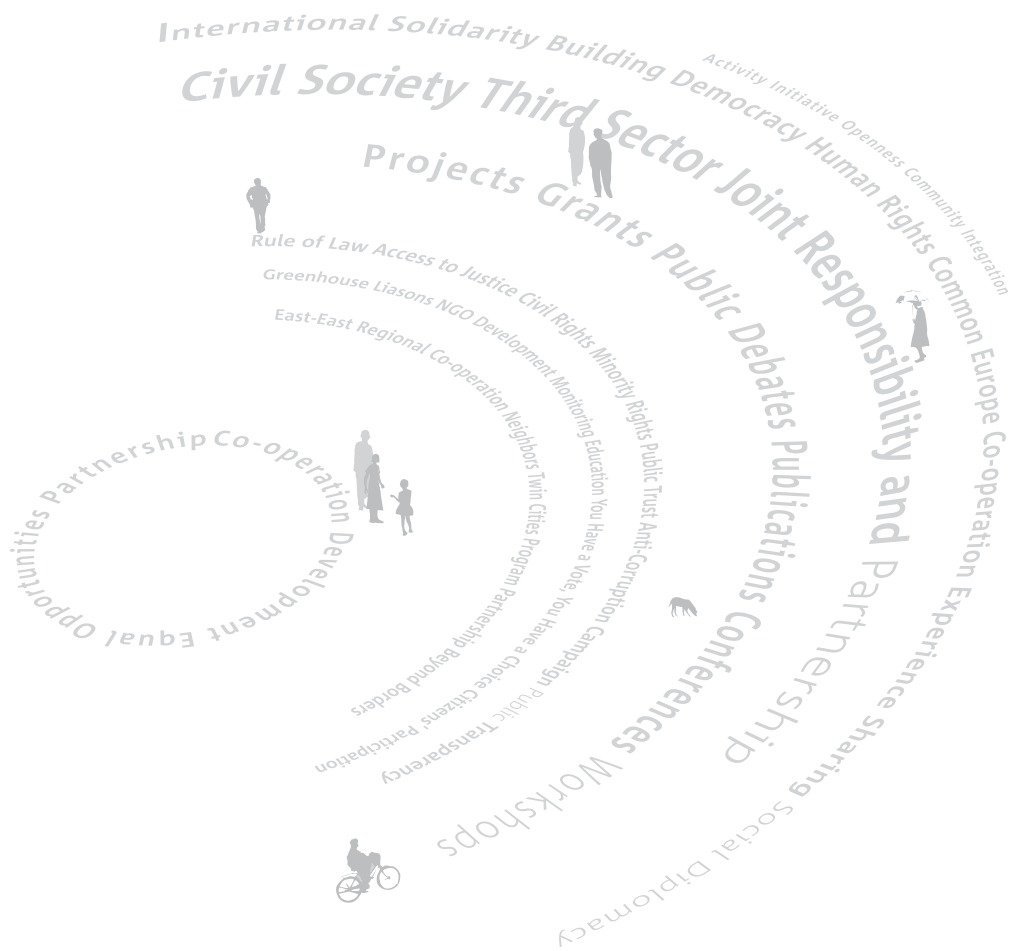 Activity Initiative Openness Community Integration
International Solidarity Building Democracy Human Rights Common Europe Co-operation Experience Sharing Social Diplomacy
Civil Society Third Sector Joint Responsibility and Partnership
Projects Grants Public Debates Publications Conferences Workshops
Rule of Law Access to Justice Civil Rights Minority Rights Public Trust Anti-Corruption Campaign Public Transparency
Greenhouse Liasons NGO Development Monitoring Education You Have a Vote, You Have a Choice Citizens' Participation
East-East Regional Co-operation Neighbors Twin Cities Program Partnership Beyond Borders
Partnership Co-operation Development Equal Opportunities